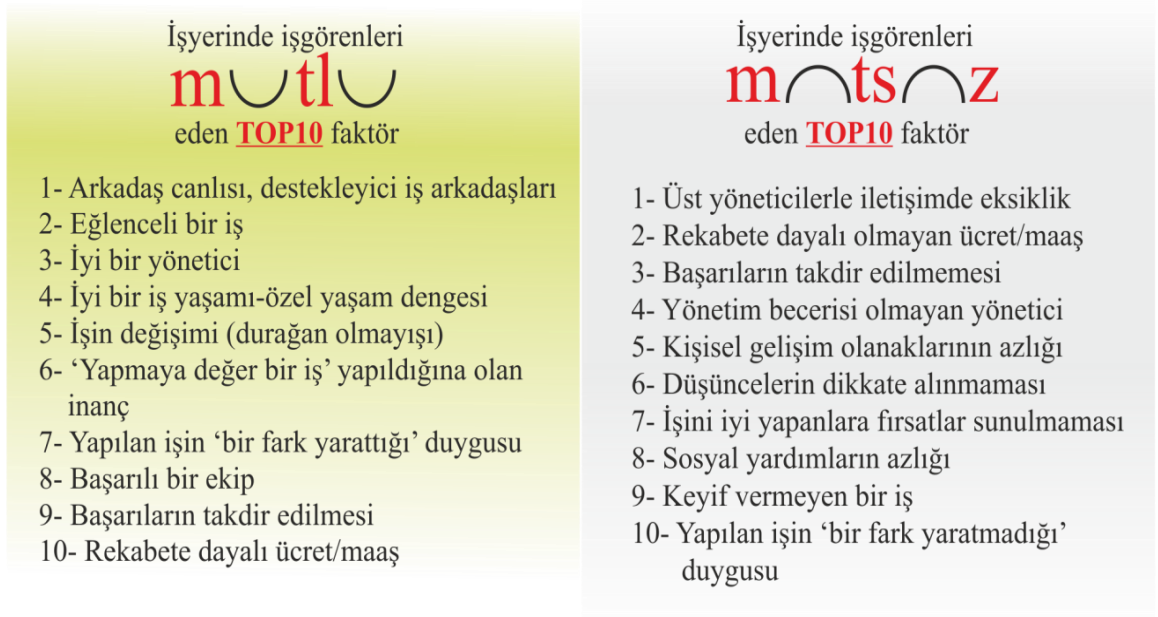 İşyerinde işgörenleri
mutlu
eden TOP10 faktör
1- Arkadaş canlısı, destekleyici iş arkadaşları
2- Eğlenceli bir iş
3- İyi bir yönetici
4- İyi bir iş yaşamı-özel yaşam dengesi
5- İşin değişimi (durağan olmayışı)
6- ‘Yapmaya değer bir iş’ yapıldığına olan
inanç
7- Yapılan işin ‘bir fark yarattığı’ duygusu
8- Başarılı bir ekip
9- Başarıların takdir edilmesi
10- Rekabete dayalı ücret/maaş
İşyerinde işgörenleri
mutsuz
eden TOP10 faktör
1- Üst yöneticilerle iletişimde eksiklik
2- Rekabete dayalı olmayan ücret/maaş
3- Başarıların takdir edilmemesi
4- Yönetim becerisi olmayan yönetici
5- Kişisel gelişim olanaklarının azlığı
6- Düşüncelerin dikkate alınmaması
7- İşini iyi yapanlara fırsatlar sunulmaması
8- Sosyal yardımların azlığı
9- Keyif vermeyen bir iş
10- Yapılan işin ‘bir fark yaratmadığı’
duygusu